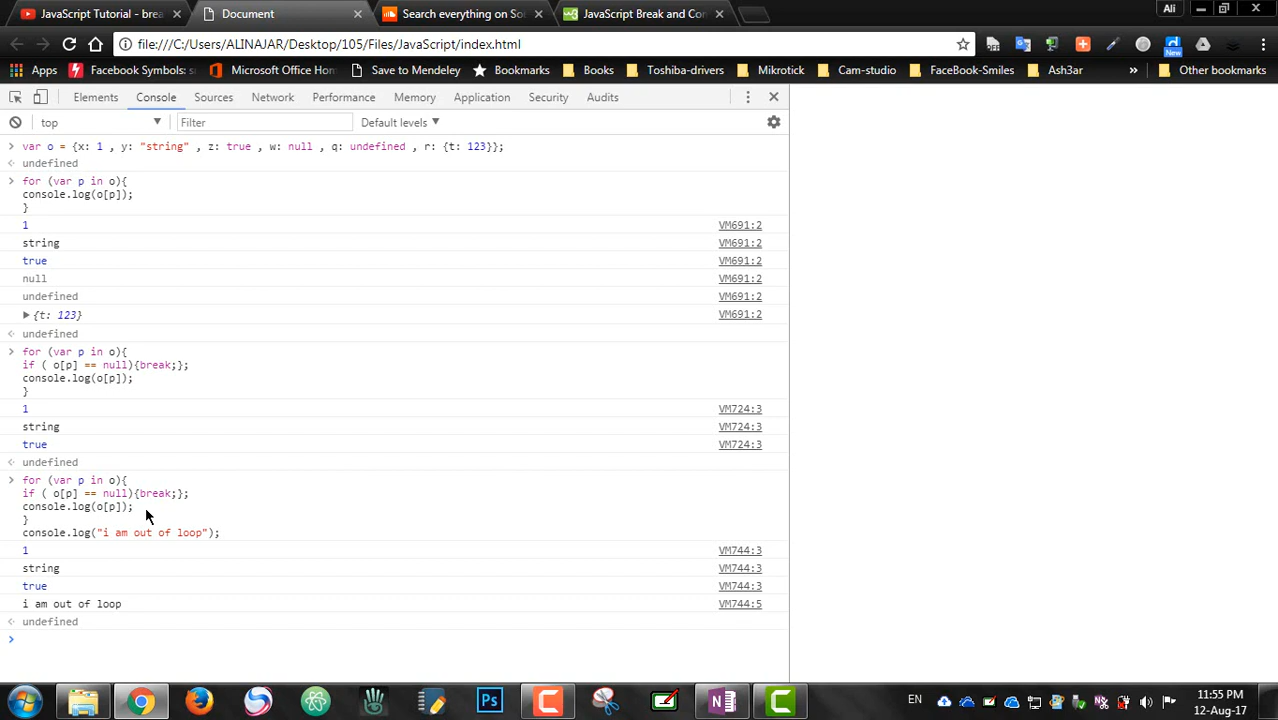 JavaScript Tutorial - brea
Document
Search everything on Sou
JavaScript Break and Con
Ali
file:///C:/Users/ALINAJAR/Desktop/105/Files/JavaScript/index.html
New
Apps
Facebook Symbols: s
Microsoft Office Hom
Save to Mendeley
Bookmarks
Books
Toshiba-drivers
Mikrotick
Cam-studio
FaceBook-Smiles
Ash3ar
»
Other bookmarks
Elements
Console
Sources
Network
Performance
Memory
Application
Security
Audits
top
Filter
Default levels
var o = {x: 1 , y: "string" , z: true , w: null , q: undefined , r: {t: 123}};
undefined
for (var p in o){
console.log(o[p]);
}
1 VM691:2
string VM691:2
true VM691:2
null VM691:2
undefined VM691:2
{t: 123} VM691:2
undefined
for (var p in o){
if ( o[p] == null){break;};
console.log(o[p]);
}
1 VM724:3
string VM724:3
true VM724:3
undefined
for (var p in o){
if ( o[p] == null){break;};
console.log(o[p]);
}
console.log("i am out of loop");
1 VM744:3
string VM744:3
true VM744:3
i am out of loop VM744:5
undefined
Ps
EN
11:55 PM
12-Aug-17